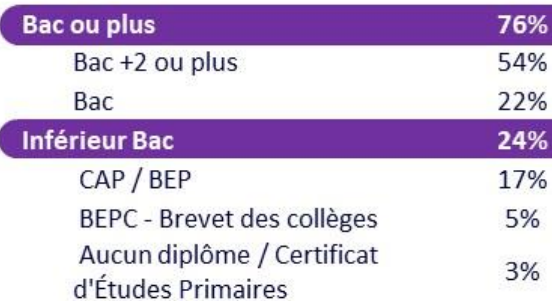 Bac ou plus 76%
Bac +2 ou plus 54%
Bac 22%
Inférieur Bac 24%
CAP / BEP 17%
BEPC - Brevet des collèges 5%
Aucun diplôme / Certificat
d'Études Primaires 3%